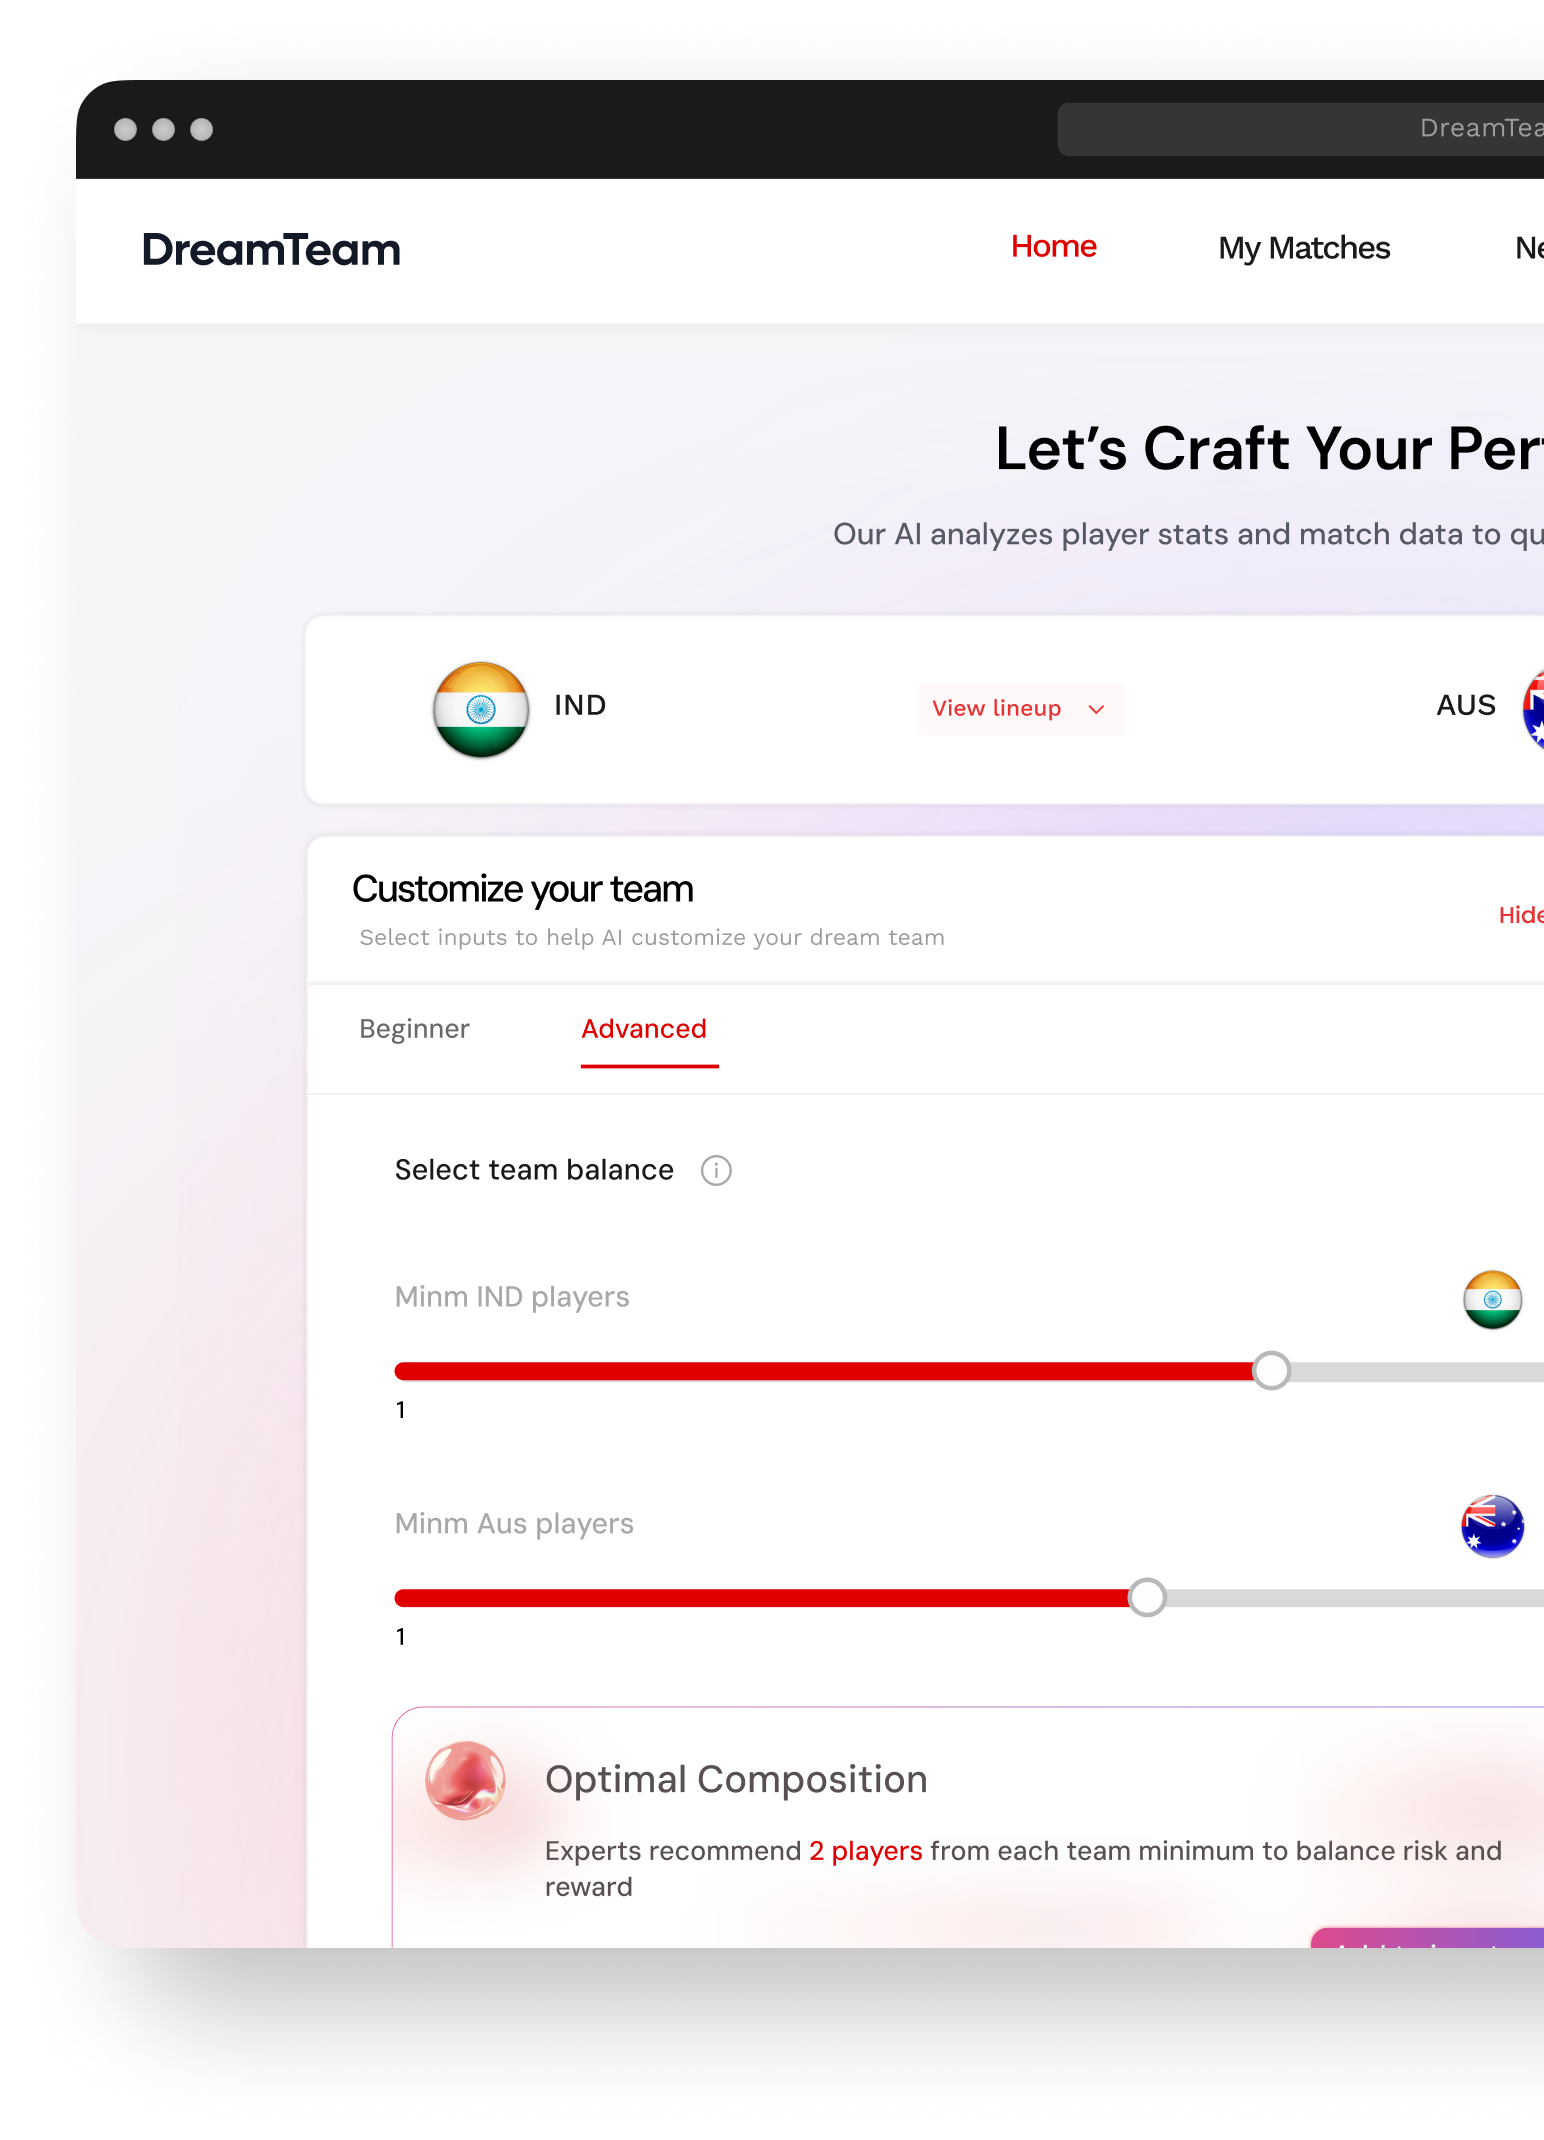 DreamTea
DreamTeam
Home
My Matches
Ne
Let's Craft Your Per
Our AI analyzes player stats and match data to qu
IND
View lineup
AUS
Customize your team
Select inputs to help AI customize your dream team
Hide
Beginner
Advanced
Select team balance
Minm IND players
1
Minm Aus players
1
Optimal Composition
Experts recommend 2 players from each team minimum to balance risk and
reward